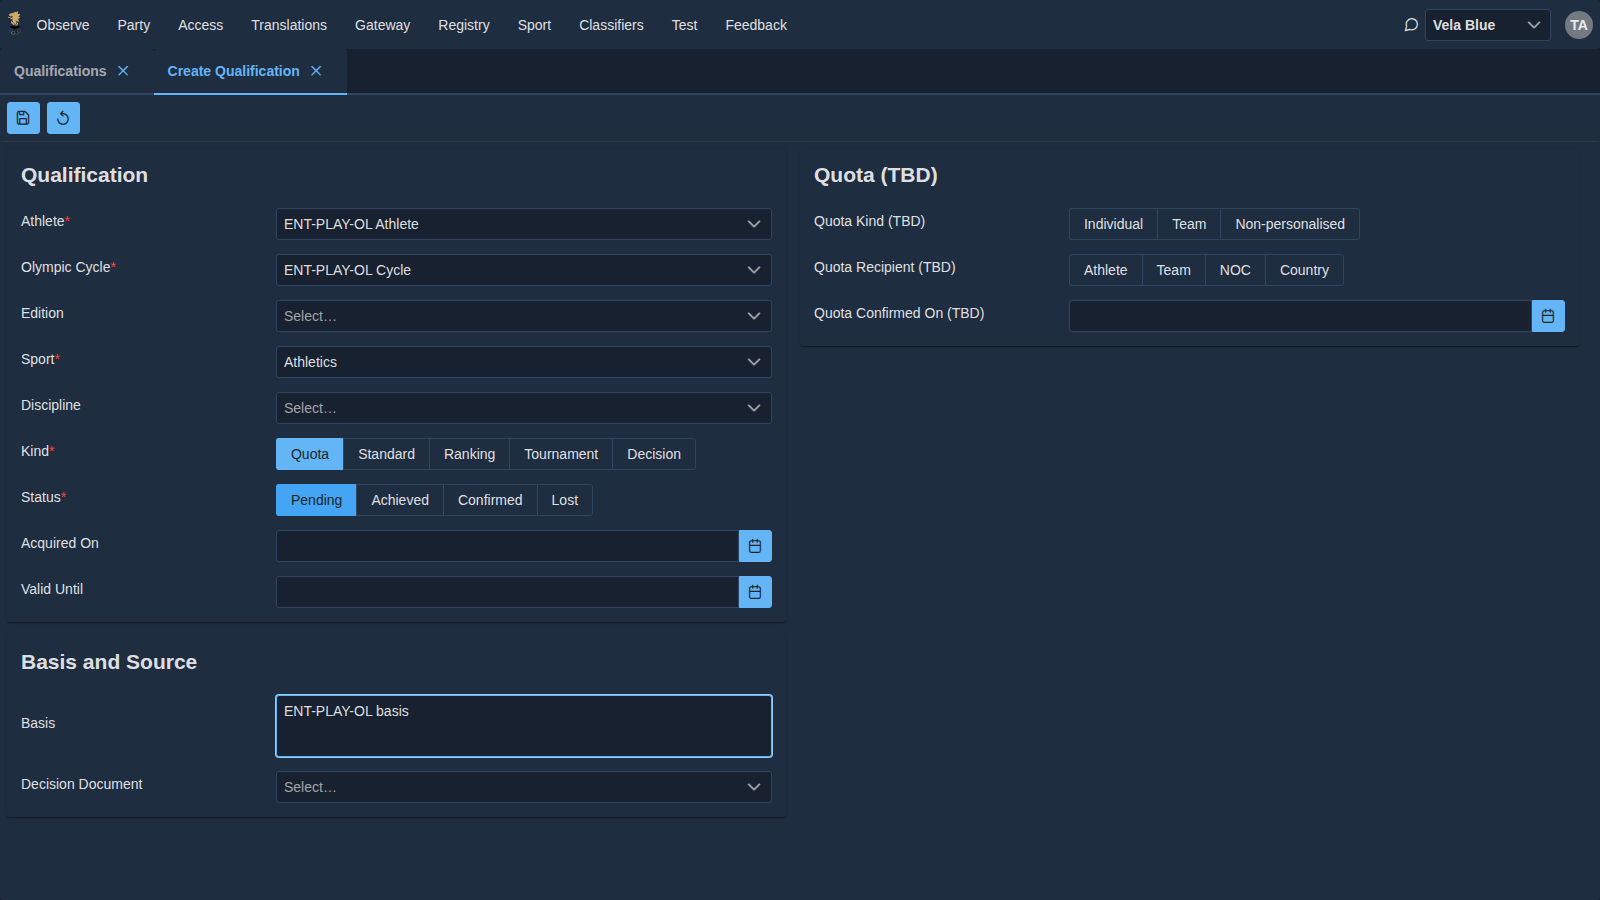 Observe Party Access Translations Gateway Registry Sport Classifiers Test Feedback Vela Blue TA
Qualifications Create Qualification
Qualification
Athlete* ENT-PLAY-OL Athlete
Olympic Cycle* ENT-PLAY-OL Cycle
Edition Select…
Sport* Athletics
Discipline Select…
Kind* Quota Standard Ranking Tournament Decision
Status* Pending Achieved Confirmed Lost
Acquired On
Valid Until
Basis and Source
Basis ENT-PLAY-OL basis
Decision Document Select…
Quota (TBD)
Quota Kind (TBD) Individual Team Non-personalised
Quota Recipient (TBD) Athlete Team NOC Country
Quota Confirmed On (TBD)